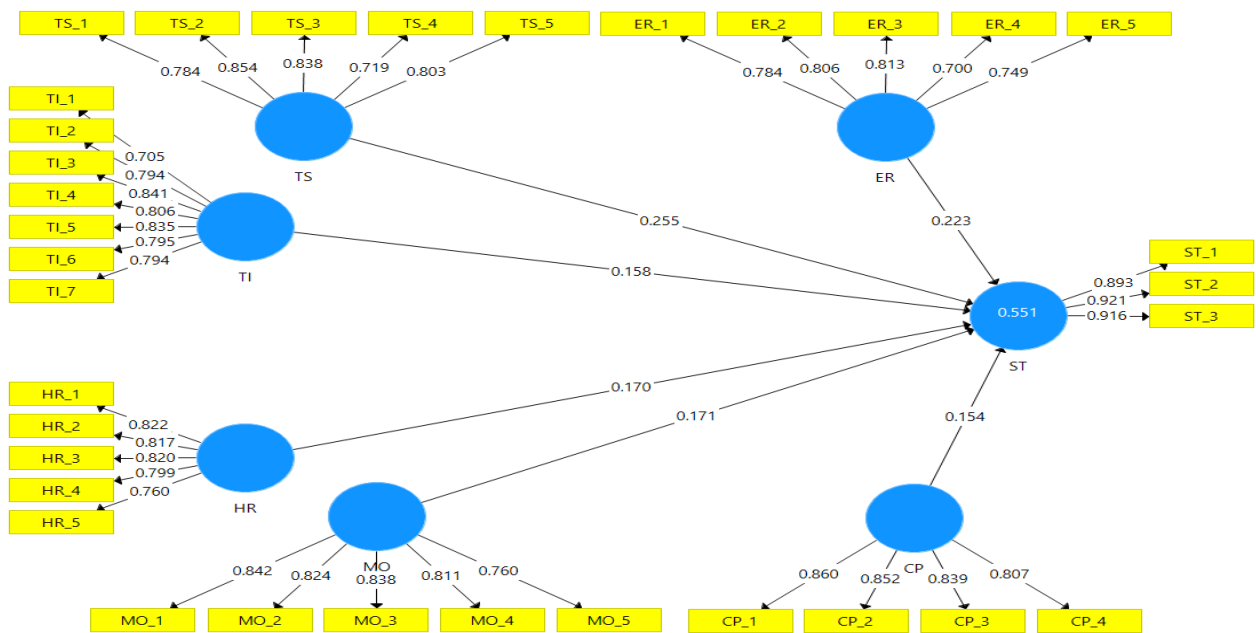 TS_1 TS_2 TS_3 TS_4 TS_5
ER_1 ER_2 ER_3 ER_4 ER_5
0.784 0.854 0.838 0.719 0.803
0.784 0.806 0.813 0.700 0.749
TS
ER
TI_1
TI_2
TI_3
TI_4
TI_5
TI_6
TI_7
0.705
0.794
0.841
0.806
0.835
0.795
0.794
TI
0.255
0.223
0.158
ST_1
ST_2
ST_3
0.893
0.921
0.916
0.551
ST
0.170
0.171
0.154
HR_1
HR_2
HR_3
HR_4
HR_5
0.822
0.817
0.820
0.799
0.760
HR
MO
CP
0.842 0.824 0.838 0.811 0.760
0.860 0.852 0.839 0.807
MO_1 MO_2 MO_3 MO_4 MO_5
CP_1 CP_2 CP_3 CP_4